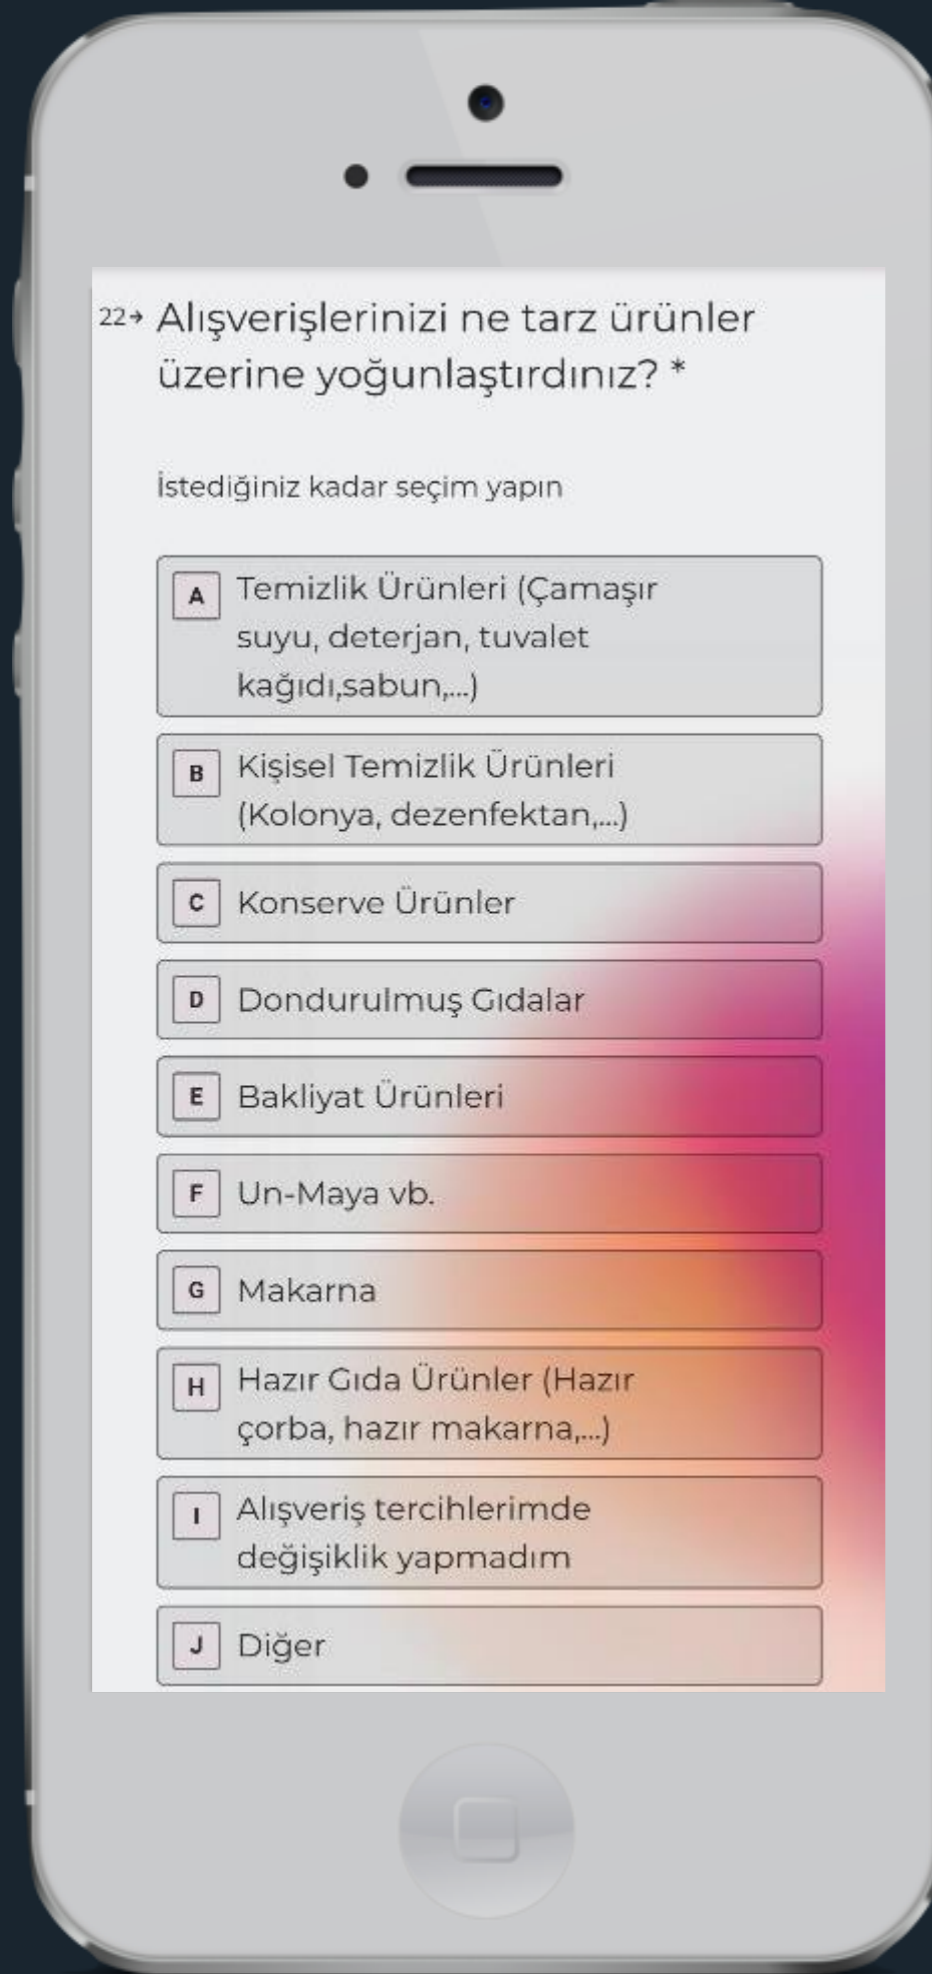 22→ Alışverişlerinizi ne tarz ürünler
üzerine yoğunlaştırdınız? *
İstediğiniz kadar seçim yapın
A Temizlik Ürünleri (Çamaşır
suyu, deterjan, tuvalet
kağıdı,sabun,...)
B Kişisel Temizlik Ürünleri
(Kolonya, dezenfektan,...)
C Konserve Ürünler
D Dondurulmuş Gıdalar
E Bakliyat Ürünleri
F Un-Maya vb.
G Makarna
H Hazır Gıda Ürünler (Hazır
çorba, hazır makarna,...)
I Alışveriş tercihlerimde
değişiklik yapmadım
J Diğer